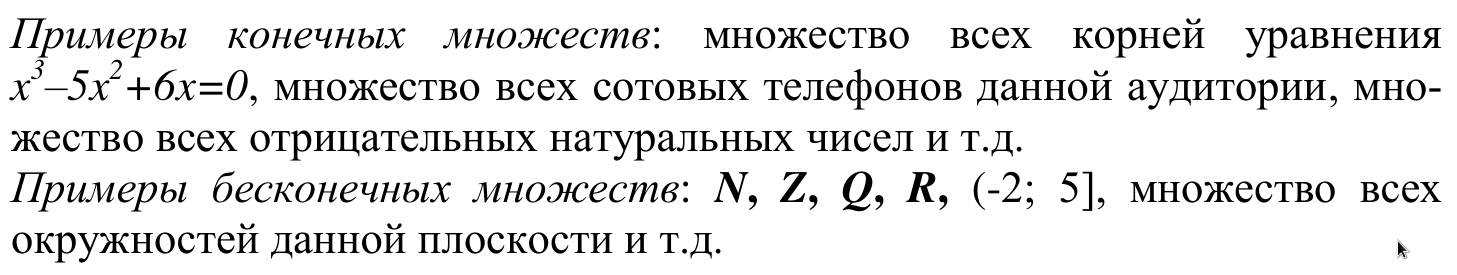 Примеры конечных множеств: множество всех корней уравнения
x³–5x²+6x=0, множество всех сотовых телефонов данной аудитории, мно-
жество всех отрицательных натуральных чисел и т.д.
Примеры бесконечных множеств: N, Z, Q, R, (-2; 5], множество всех
окружностей данной плоскости и т.д.